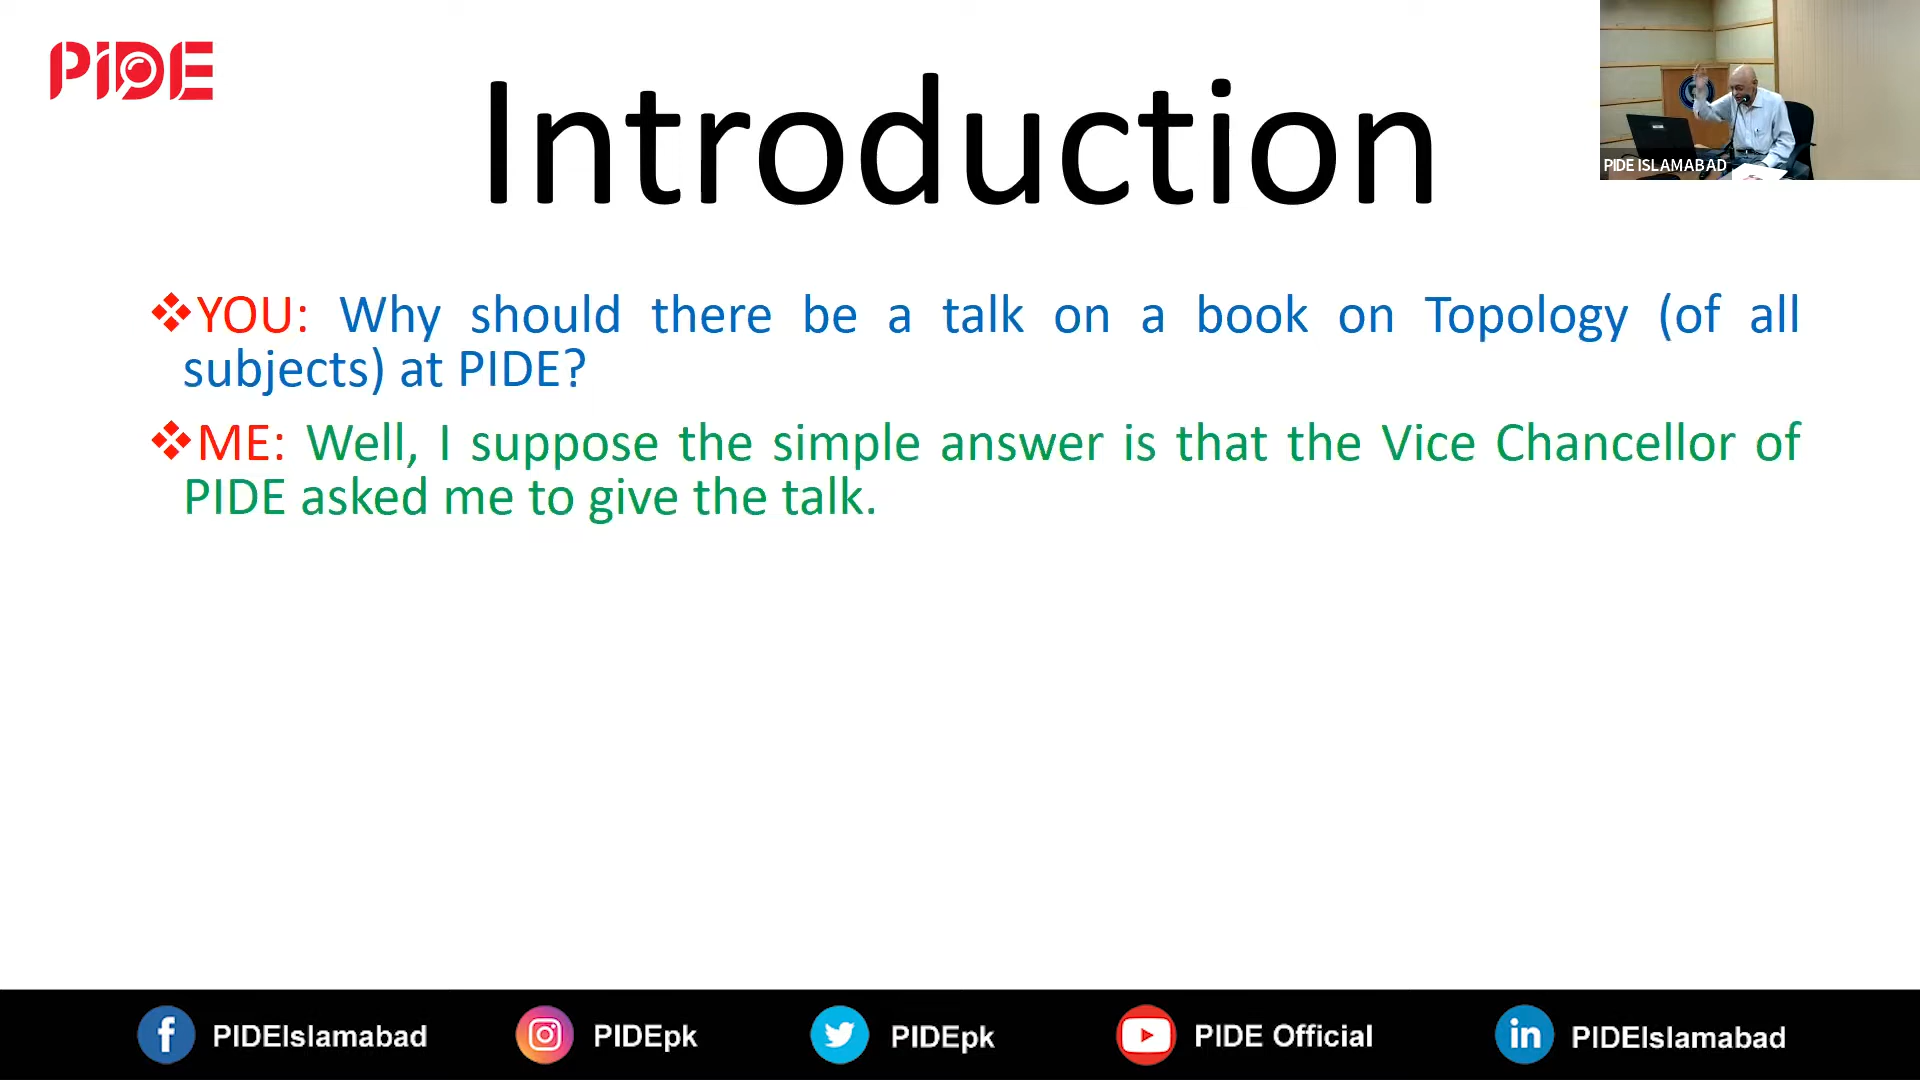 PIDE
Introduction
PIDE ISLAMABAD
YOU: Why should there be a talk on a book on Topology (of all
subjects) at PIDE?
ME: Well, I suppose the simple answer is that the Vice Chancellor of
PIDE asked me to give the talk.
PIDEIslamabad
PIDEpk
PIDEpk
PIDE Official
PIDEIslamabad